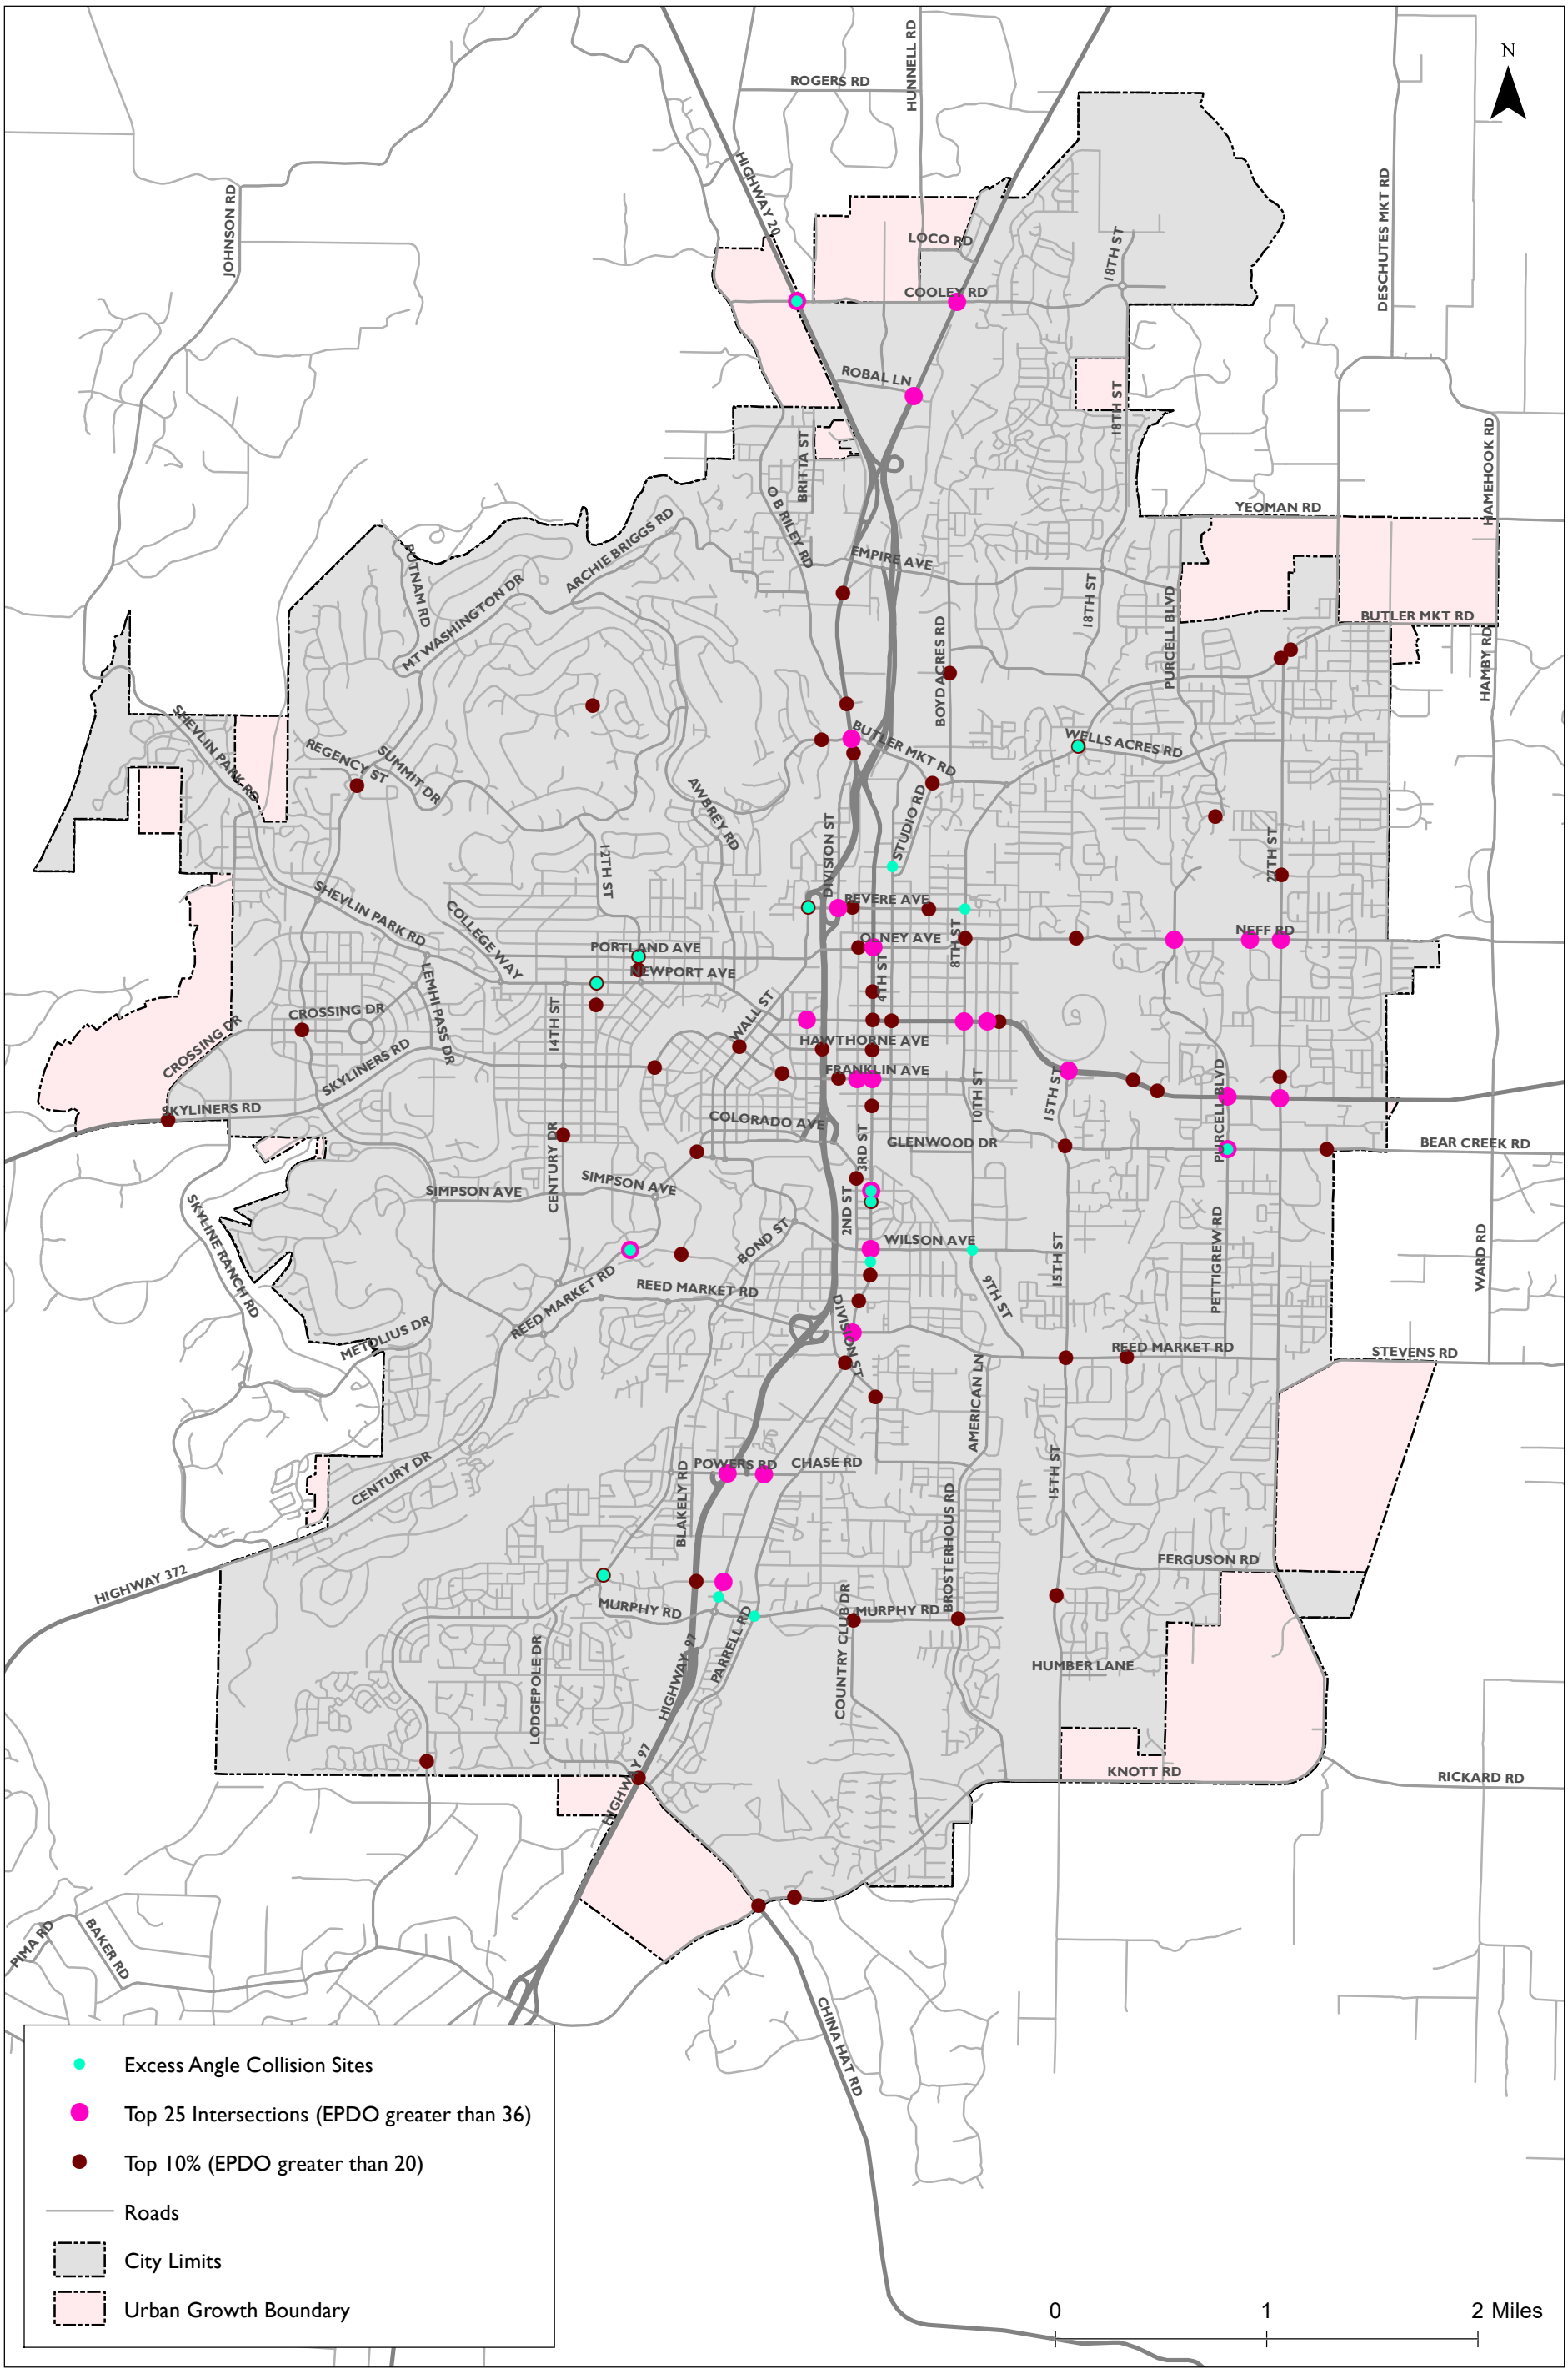 HUNNELL RD
N
ROGERS RD
HIGHWAY 20
JOHNSON RD
DESCHUTES MKT RD
LOCO RD
18TH ST
COOLEY RD
ROBAL LN
18TH ST
BRITTA ST
HAMEHOOK RD
O B RILEY RD
YEOMAN RD
ARCHIE BRIGGS RD
PUTNAM RD
EMPIRE AVE
MT WASHINGTON DR
18TH ST
PURCELL BLVD
BUTLER MKT RD
BOYD ACRES RD
HAMBY RD
SHEVLIN PARK RD
REGENCY ST
SUMMIT DR
BUTLER MKT RD
WELLS ACRES RD
AWBREY RD
STUDIO RD
DIVISION ST
27TH ST
12TH ST
SHEVLIN PARK RD
COLLEGE WAY
REVERE AVE
8TH ST
OLNEY AVE
NEFF RD
PORTLAND AVE
NEWPORT AVE
4TH ST
LEMHI PASS DR
CROSSING DR
CROSSING DR
14TH ST
WALL ST
HAWTHORNE AVE
SKYLINERS RD
FRANKLIN AVE
10TH ST
15TH ST
PURCELL BLVD
SKYLINERS RD
COLORADO AVE
GLENWOOD DR
BEAR CREEK RD
3RD ST
CENTURY DR
SIMPSON AVE
SIMPSON AVE
2ND ST
SKYLINE RANCH RD
BOND ST
WILSON AVE
15TH ST
PETTIGREW RD
WARD RD
REED MARKET RD
REED MARKET RD
9TH ST
DIVISION ST
METOLIUS DR
REED MARKET RD
STEVENS RD
AMERICAN LN
CENTURY DR
POWERS RD
CHASE RD
15TH ST
BLAKELY RD
BROSTERHOUS RD
HIGHWAY 372
FERGUSON RD
MURPHY RD
MURPHY RD
COUNTRY CLUB DR
PARRELL RD
HIGHWAY 97
LODGEPOLE DR
HUMBER LANE
HIGHWAY 97
KNOTT RD
RICKARD RD
PIMA RD
BAKER RD
CHINA HAT RD
Excess Angle Collision Sites
Top 25 Intersections (EPDO greater than 36)
Top 10% (EPDO greater than 20)
Roads
City Limits
Urban Growth Boundary
0 1 2 Miles